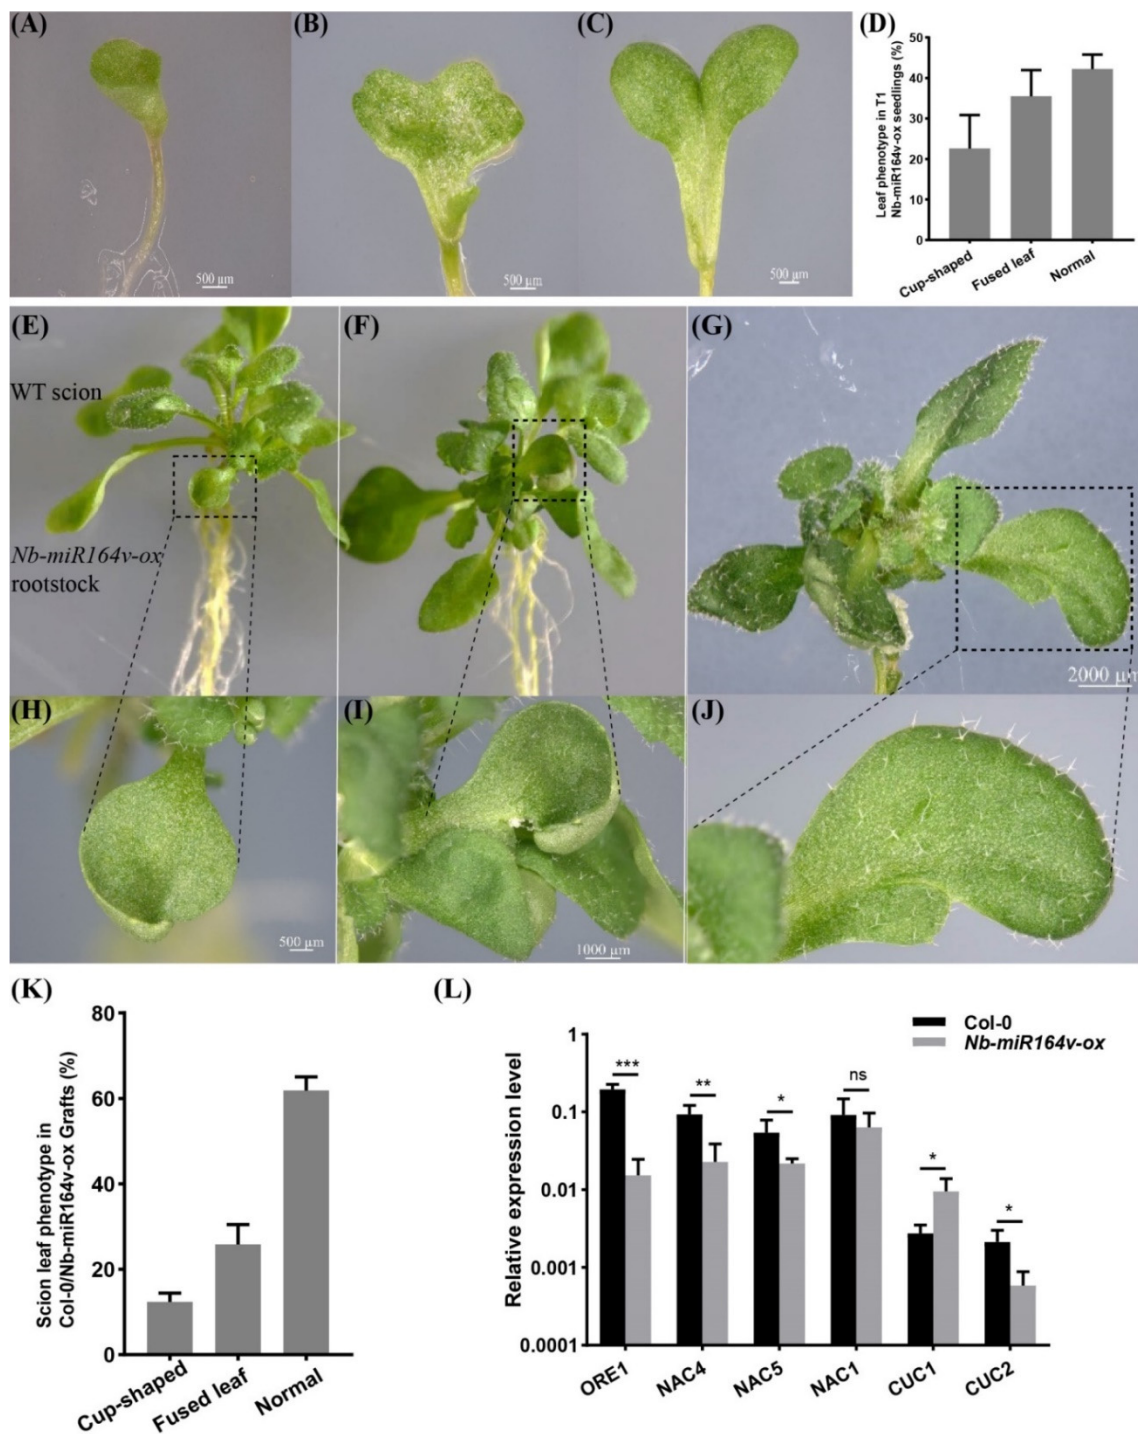 (A)
500 µm
(B)
500 µm
(C)
500 µm
(D)
Leaf phenotype in T1
Nb-miR164v-ox seedlings (%)
50
40
30
20
10
0
Cup-shaped
Fused leaf
Normal
(E)
WT scion
Nb-miR164v-ox
rootstock
(F)
(G)
2000 µm
(H)
500 µm
(I)
1000 µm
(J)
(K)
Scion leaf phenotype in
Col-0/Nb-miR164v-ox Grafts (%)
80
60
40
20
0
Cup-shaped
Fused leaf
Normal
(L)
Col-0
Nb-miR164v-ox
Relative expression level
1
0.1
0.01
0.001
0.0001
***
**
*
ns
*
*
ORE1
NAC4
NAC5
NAC1
CUC1
CUC2